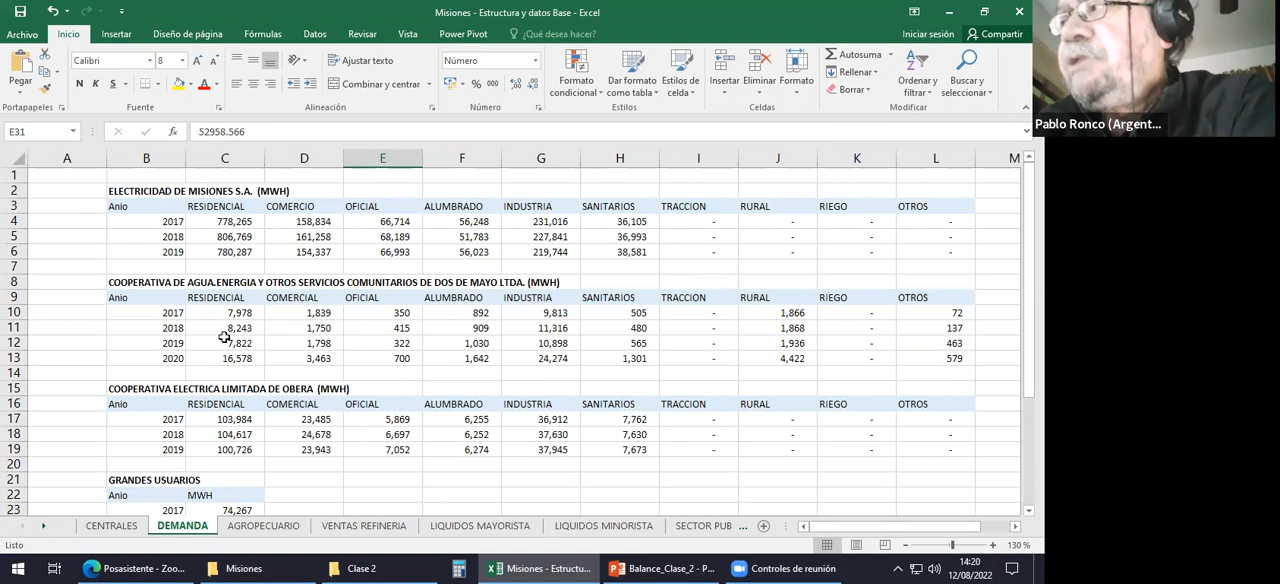 Misiones - Estructura y datos Base - Excel
Iniciar sesión Compartir
Archivo Inicio Insertar Diseño de página Fórmulas Datos Revisar Vista Power Pivot ¿Qué desea hacer?
Calibri 8 Ajustar texto Número Autosuma
Pegar N K S Combinar y centrar % 000 Formato condicional Dar formato como tabla Estilos de celda Insertar Eliminar Formato Rellenar Borrar Ordenar y filtrar Buscar y seleccionar
Portapapeles Fuente Alineación Número Estilos Celdas Modificar
Pablo Ronco (Argent...
E31 fx 52958.566
A B C D E F G H I J K L M
1
2 ELECTRICIDAD DE MISIONES S.A. (MWH)
3 Anio RESIDENCIAL COMERCIO OFICIAL ALUMBRADO INDUSTRIA SANITARIOS TRACCION RURAL RIEGO OTROS
4 2017 778,265 158,834 66,714 56,248 231,016 36,105 - - - -
5 2018 806,769 161,258 68,189 51,783 227,841 36,993 - - - -
6 2019 780,287 154,337 66,993 56,023 219,744 38,581 - - - -
7
8 COOPERATIVA DE AGUA.ENERGIA Y OTROS SERVICIOS COMUNITARIOS DE DOS DE MAYO LTDA. (MWH)
9 Anio RESIDENCIAL COMERCIAL OFICIAL ALUMBRADO INDUSTRIA SANITARIOS TRACCION RURAL RIEGO OTROS
10 2017 7,978 1,839 350 892 9,813 505 - 1,866 - 72
11 2018 8,243 1,750 415 909 11,316 480 - 1,868 - 137
12 2019 7,822 1,798 322 1,030 10,898 565 - 1,936 - 463
13 2020 16,578 3,463 700 1,642 24,274 1,301 - 4,422 - 579
14
15 COOPERATIVA ELECTRICA LIMITADA DE OBERA (MWH)
16 Anio RESIDENCIAL COMERCIAL OFICIAL ALUMBRADO INDUSTRIA SANITARIOS TRACCION RURAL RIEGO OTROS
17 2017 103,984 23,485 5,869 6,255 36,912 7,762 - - - -
18 2018 104,617 24,678 6,697 6,252 37,630 7,630 - - - -
19 2019 100,726 23,943 7,052 6,274 37,945 7,673 - - - -
20
21 GRANDES USUARIOS
22 Anio MWH
23 2017 74,267
CENTRALES DEMANDA AGROPECUARIO VENTAS REFINERIA LIQUIDOS MAYORISTA LIQUIDOS MINORISTA SECTOR PUB ...
Listo 130 %
Posasistente - Zoo... Misiones Clase 2 Misiones - Estructu... Balance_Clase_2 - P... Controles de reunión 14:20
12/08/2022